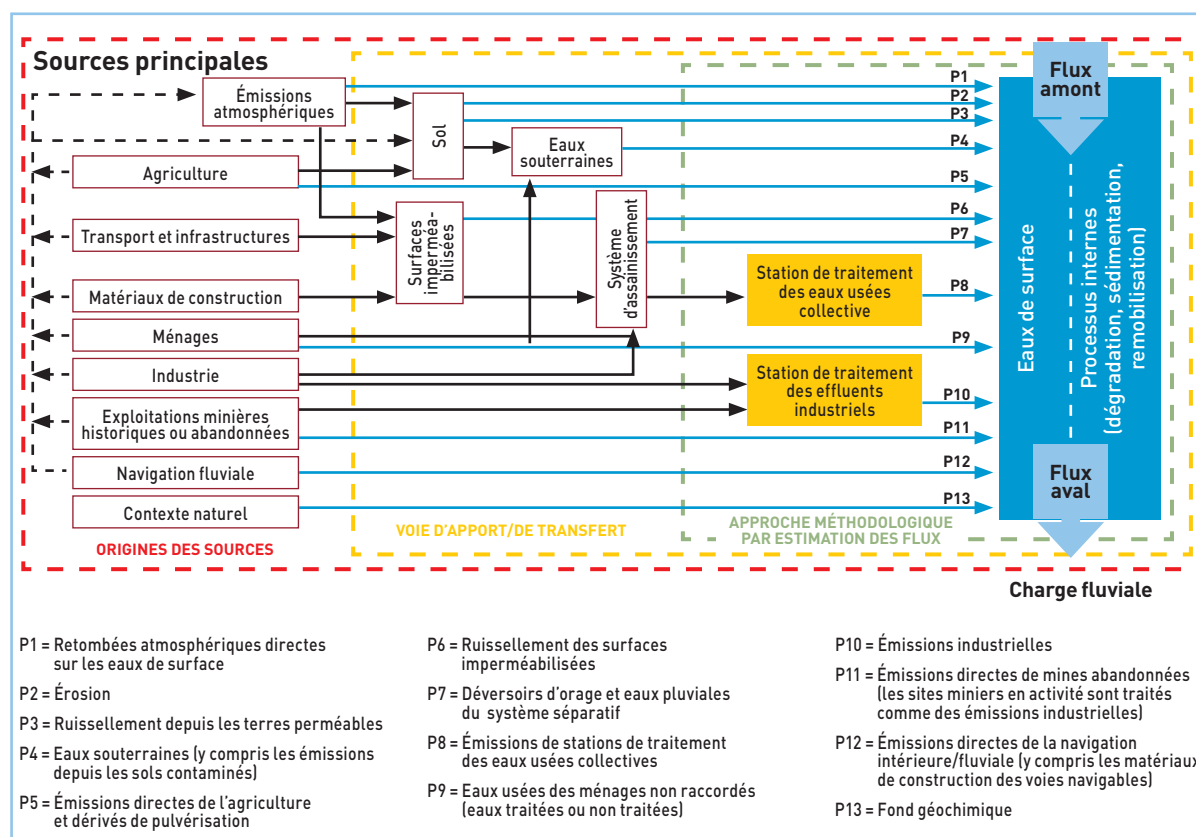 Sources principales
Émissions
atmosphériques
Agriculture
Transport et infrastructures
Matériaux de construction
Ménages
Industrie
Exploitations minières
historiques ou abandonnées
Navigation fluviale
Contexte naturel
ORIGINES DES SOURCES
Sol
Eaux
souterraines
Surfaces
imperméa-
bilisées
Système
d'assainissement
Station de traitement
des eaux usées
collective
Station de traitement
des effluents
industriels
VOIE D'APPORT/DE TRANSFERT
APPROCHE MÉTHODOLOGIQUE
PAR ESTIMATION DES FLUX
P1
P2
P3
P4
P5
P6
P7
P8
P9
P10
P11
P12
P13
Flux
amont
Eaux de surface
Processus internes
(dégradation, sédimentation,
remobilisation)
Flux
aval
Charge fluviale
P1 = Retombées atmosphériques directes
sur les eaux de surface
P2 = Érosion
P3 = Ruissellement depuis les terres perméables
P4 = Eaux souterraines (y compris les émissions
depuis les sols contaminés)
P5 = Émissions directes de l'agriculture
et dérivés de pulvérisation
P6 = Ruissellement des surfaces
imperméabilisées
P7 = Déversoirs d'orage et eaux pluviales
du système séparatif
P8 = Émissions de stations de traitement
des eaux usées collectives
P9 = Eaux usées des ménages non raccordés
(eaux traitées ou non traitées)
P10 = Émissions industrielles
P11 = Émissions directes de mines abandonnées
(les sites miniers en activité sont traités
comme des émissions industrielles)
P12 = Émissions directes de la navigation
intérieure/fluviale (y compris les matériaux
de construction des voies navigables)
P13 = Fond géochimique